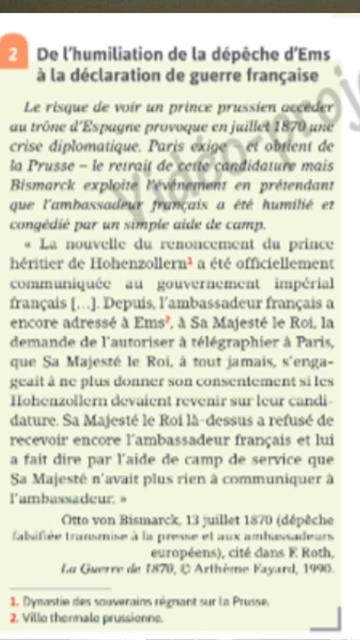 2 De l'humiliation de la dépêche d'Ems
à la déclaration de guerre française
Le risque de voir un prince prussien accéder
au trône d'Espagne provoque en juillet 1870 une
crise diplomatique. Paris exige – et obtient de
la Prusse – le retrait de cette candidature mais
Bismarck exploite l'événement en prétendant
que l'ambassadeur français a été humilié et
congédié par un simple aide de camp.
« La nouvelle du renoncement du prince
héritier de Hohenzollern1 a été officiellement
communiquée au gouvernement impérial
français [...]. Depuis, l'ambassadeur français a
encore adressé à Ems2, à Sa Majesté le Roi, la
demande de l'autoriser à télégraphier à Paris,
que Sa Majesté le Roi, à tout jamais, s'enga-
geait à ne plus donner son consentement si les
Hohenzollern devaient revenir sur leur candi-
dature. Sa Majesté le Roi là-dessus a refusé de
recevoir encore l'ambassadeur français et lui
a fait dire par l'aide de camp de service que
Sa Majesté n'avait plus rien à communiquer à
l'ambassadeur. »
Otto von Bismarck, 13 juillet 1870 (dépêche
falsifiée transmise à la presse et aux ambassadeurs
européens), cité dans F. Roth,
La Guerre de 1870, © Arthème Fayard, 1990.
1. Dynastie des souverains régnant sur la Prusse.
2. Ville thermale prussienne.